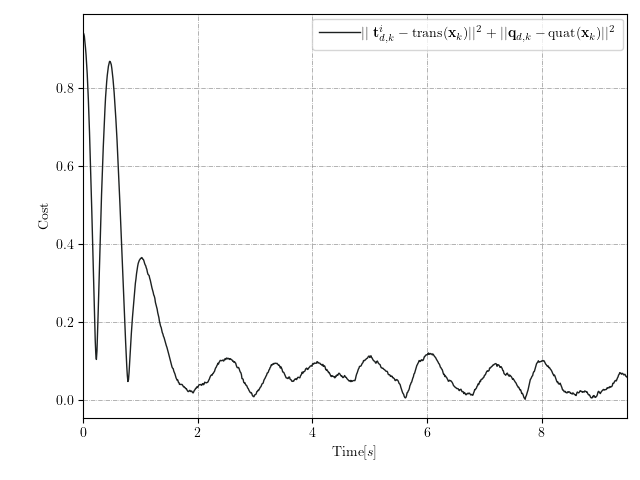 || t^i_{d,k} − trans(x_k)||^2 + ||q_{d,k} − quat(x_k)||^2
0.8
0.6
0.4
0.2
0.0
Cost
0 2 4 6 8
Time[s]